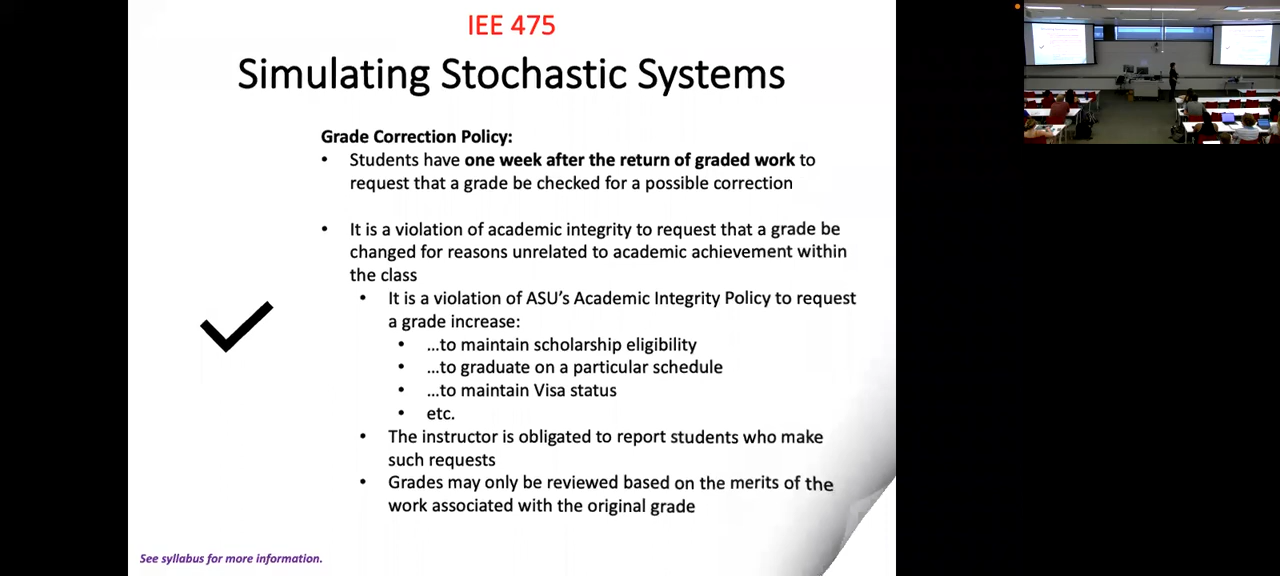 IEE 475
Simulating Stochastic Systems
Grade Correction Policy:
• Students have one week after the return of graded work to
request that a grade be checked for a possible correction
• It is a violation of academic integrity to request that a grade be
changed for reasons unrelated to academic achievement within
the class
• It is a violation of ASU's Academic Integrity Policy to request
a grade increase:
• ...to maintain scholarship eligibility
• ...to graduate on a particular schedule
• ...to maintain Visa status
• etc.
• The instructor is obligated to report students who make
such requests
• Grades may only be reviewed based on the merits of the
work associated with the original grade
See syllabus for more information.